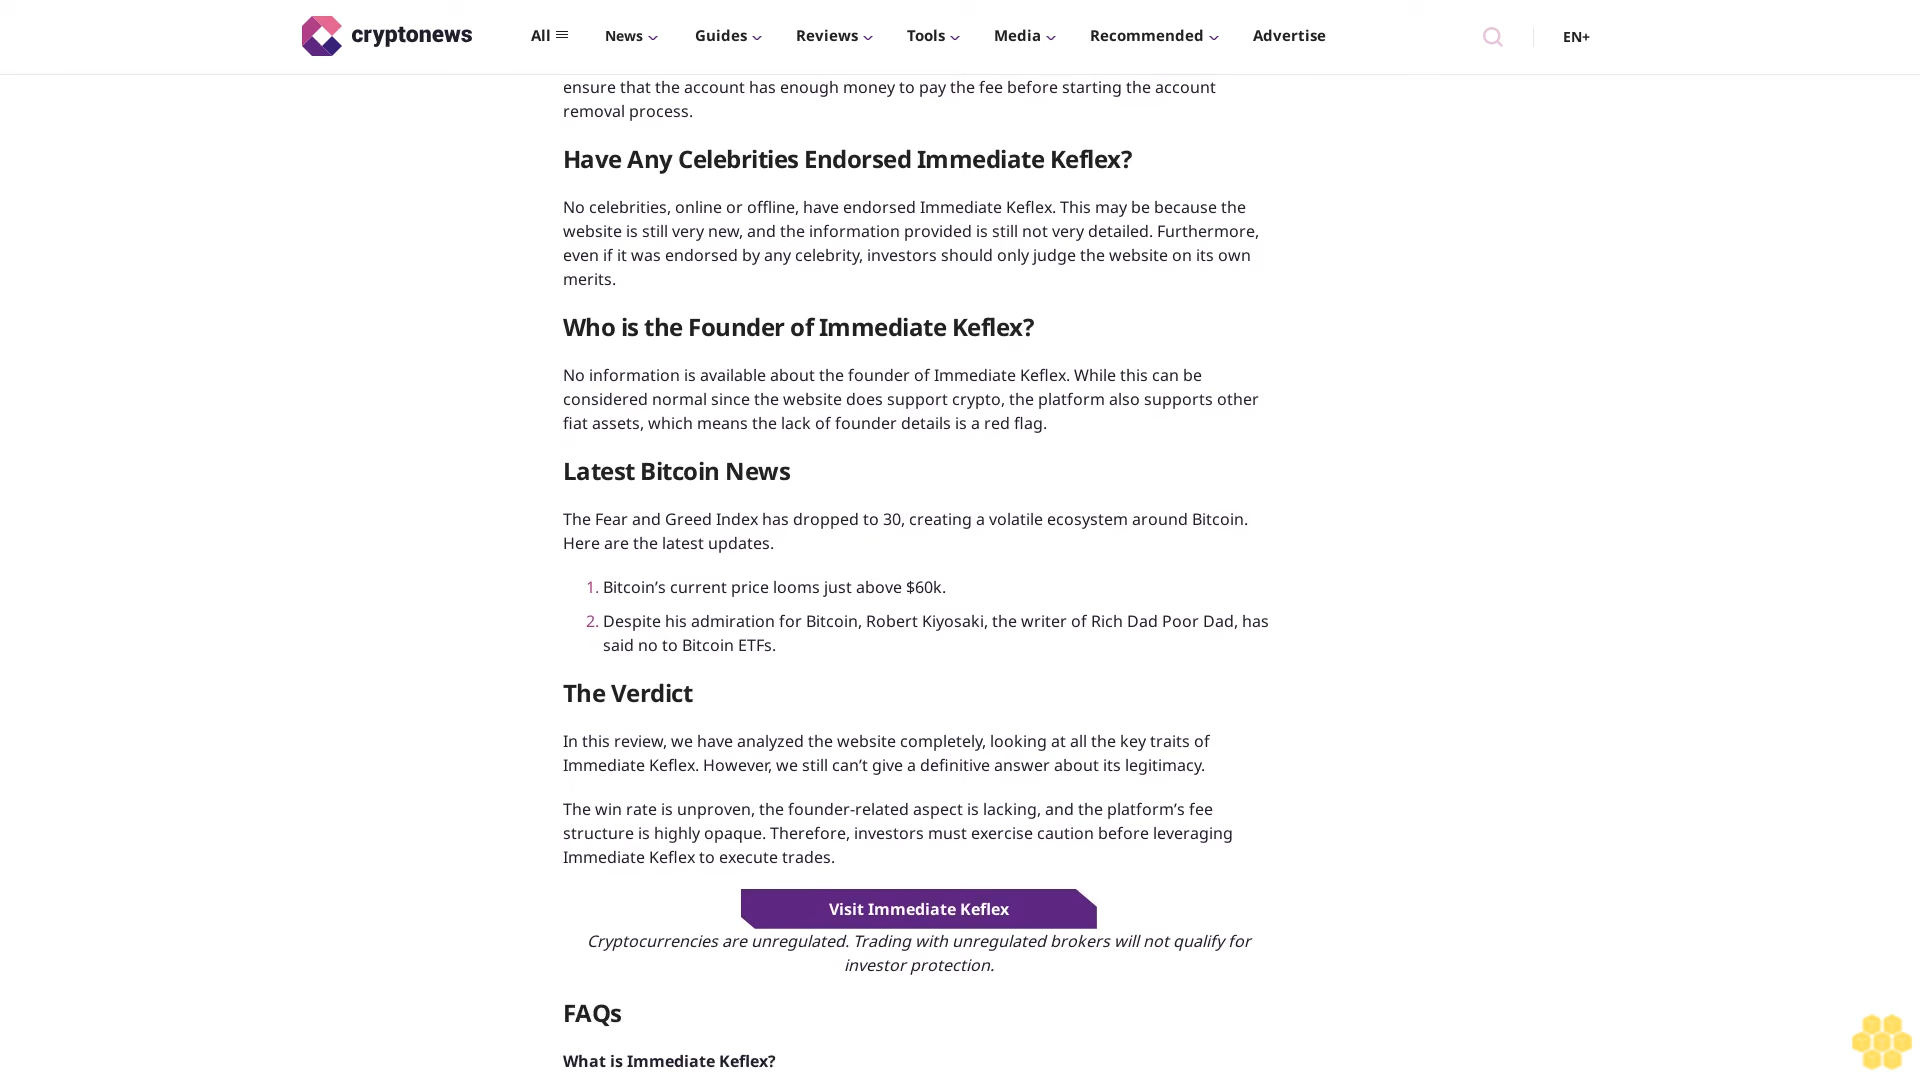 cryptonews
All
News
Guides
Reviews
Tools
Media
Recommended
Advertise
EN+
ensure that the account has enough money to pay the fee before starting the account
removal process.
Have Any Celebrities Endorsed Immediate Keflex?
No celebrities, online or offline, have endorsed Immediate Keflex. This may be because the
website is still very new, and the information provided is still not very detailed. Furthermore,
even if it was endorsed by any celebrity, investors should only judge the website on its own
merits.
Who is the Founder of Immediate Keflex?
No information is available about the founder of Immediate Keflex. While this can be
considered normal since the website does support crypto, the platform also supports other
fiat assets, which means the lack of founder details is a red flag.
Latest Bitcoin News
The Fear and Greed Index has dropped to 30, creating a volatile ecosystem around Bitcoin.
Here are the latest updates.
1. Bitcoin’s current price looms just above $60k.
2. Despite his admiration for Bitcoin, Robert Kiyosaki, the writer of Rich Dad Poor Dad, has
said no to Bitcoin ETFs.
The Verdict
In this review, we have analyzed the website completely, looking at all the key traits of
Immediate Keflex. However, we still can’t give a definitive answer about its legitimacy.
The win rate is unproven, the founder-related aspect is lacking, and the platform’s fee
structure is highly opaque. Therefore, investors must exercise caution before leveraging
Immediate Keflex to execute trades.
Visit Immediate Keflex
Cryptocurrencies are unregulated. Trading with unregulated brokers will not qualify for
investor protection.
FAQs
What is Immediate Keflex?